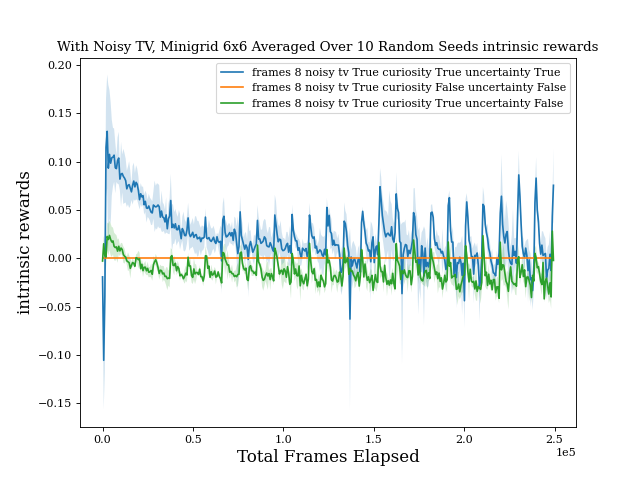 With Noisy TV, Minigrid 6x6 Averaged Over 10 Random Seeds intrinsic rewards
frames 8 noisy tv True curiosity True uncertainty True
frames 8 noisy tv True curiosity False uncertainty False
frames 8 noisy tv True curiosity True uncertainty False
intrinsic rewards
0.20
0.15
0.10
0.05
0.00
−0.05
−0.10
−0.15
0.0 0.5 1.0 1.5 2.0 2.5
1e5
Total Frames Elapsed